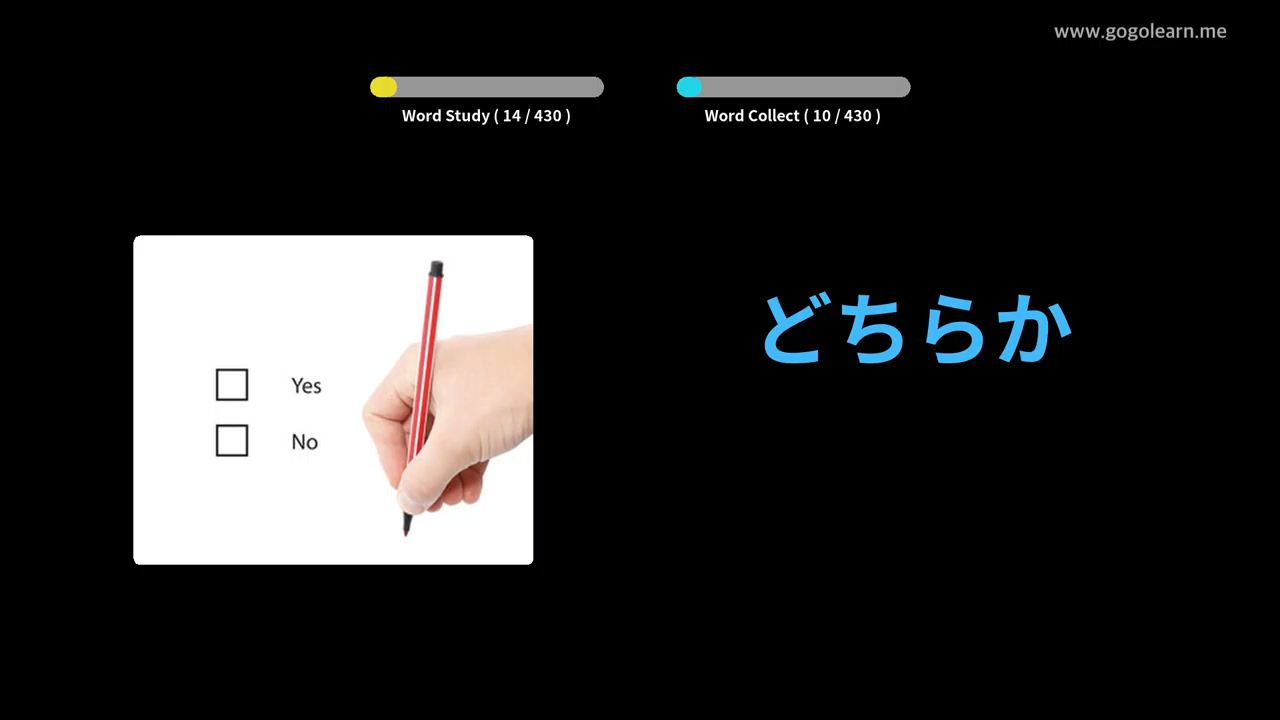 www.gogolearn.me
Word Study ( 14 / 430 )
Word Collect ( 10 / 430 )
どちらか
Yes
No